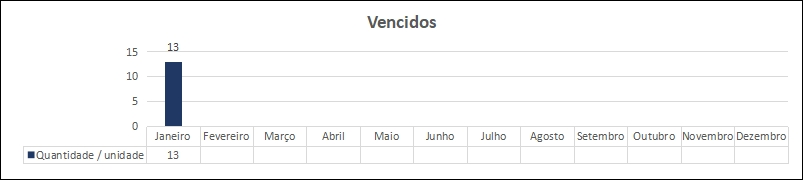 Vencidos
13
15
10
5
0
Janeiro Fevereiro Março Abril Maio Junho Julho Agosto Setembro Outubro Novembro Dezembro
Quantidade / unidade 13